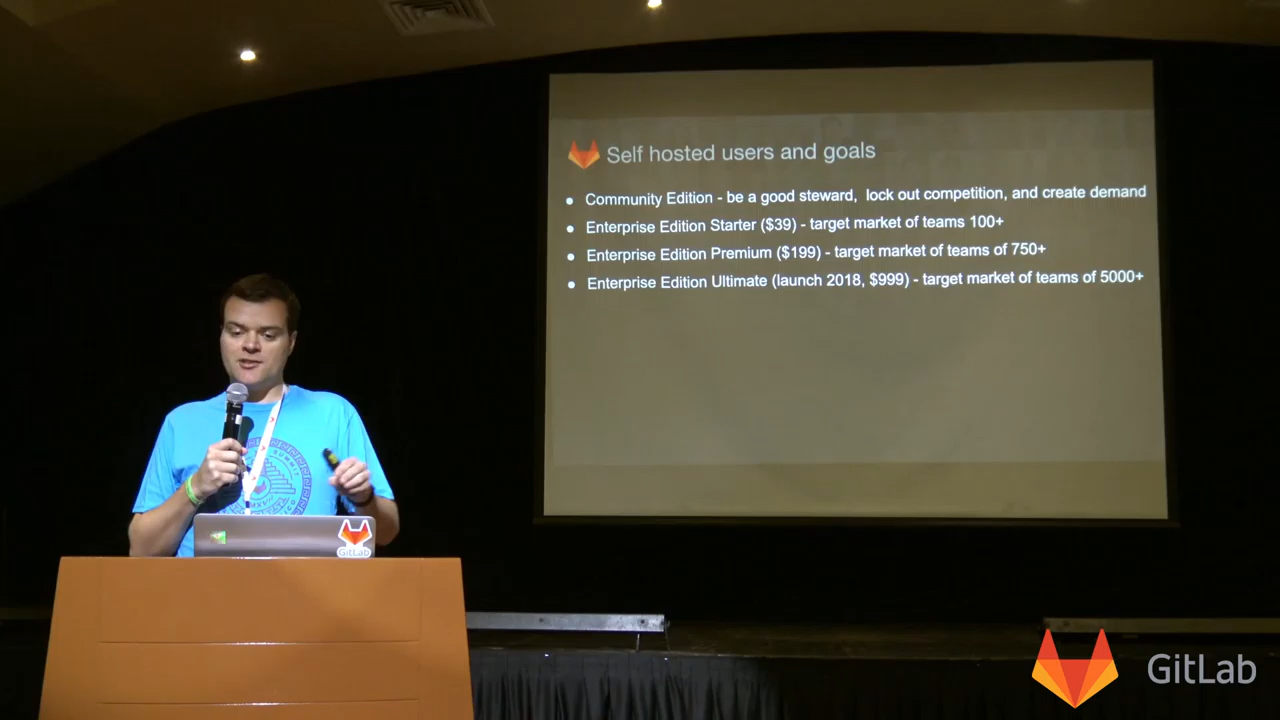 Self hosted users and goals
Community Edition - be a good steward,  lock out competition, and create demand
Enterprise Edition Starter ($39) - target market of teams 100+
Enterprise Edition Premium ($199) - target market of teams of 750+
Enterprise Edition Ultimate (launch 2018, $999) - target market of teams of 5000+
SUMMIT
GitLab
GitLab